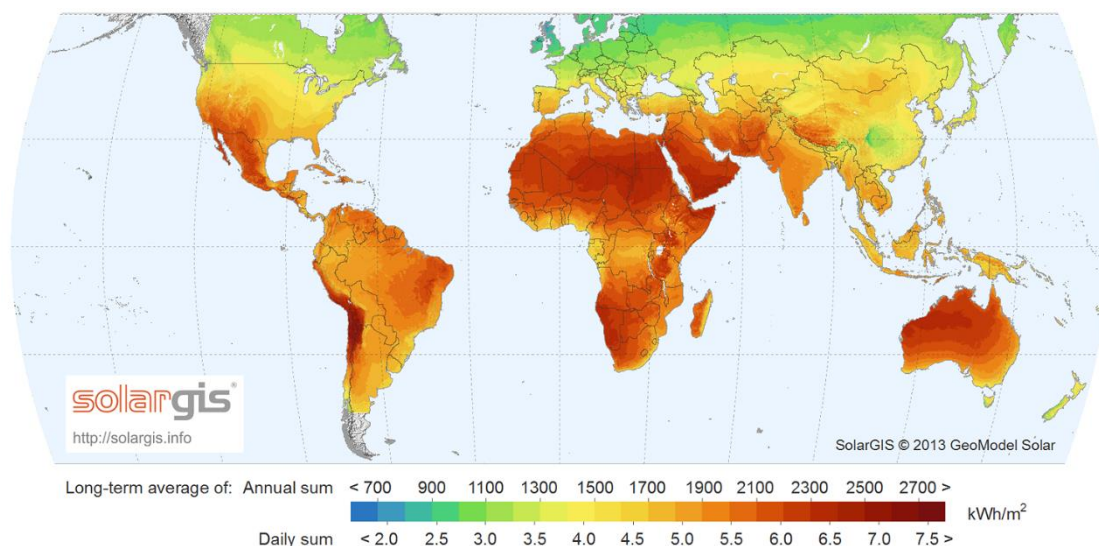 solargis®
http://solargis.info
SolarGIS © 2013 GeoModel Solar
Long-term average of: Annual sum < 700 900 1100 1300 1500 1700 1900 2100 2300 2500 2700 > kWh/m²
Daily sum < 2.0 2.5 3.0 3.5 4.0 4.5 5.0 5.5 6.0 6.5 7.0 7.5 >